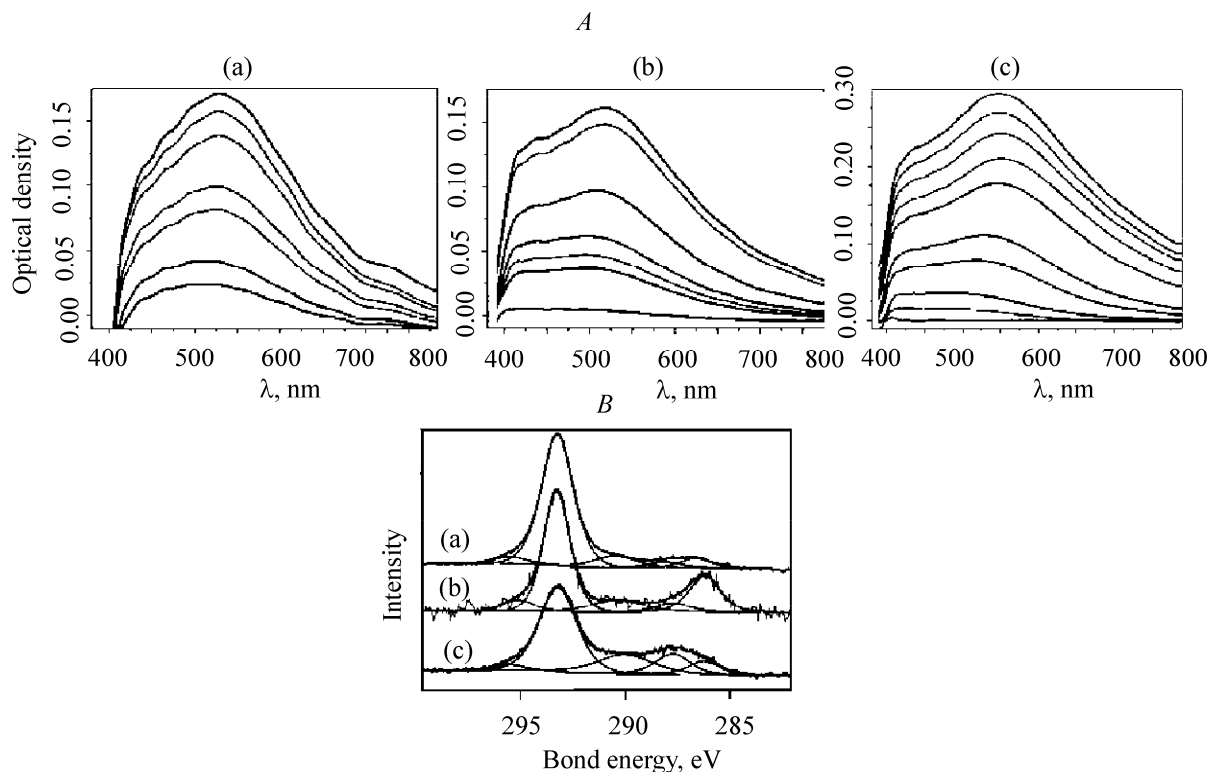 A
(a)
(b)
(c)
Optical density
0.15
0.10
0.05
0.00
0.15
0.10
0.05
0.00
0.30
0.20
0.10
0.00
400 500 600 700 800
400 500 600 700 800
400 500 600 700 800
λ, nm
λ, nm
λ, nm
B
Intensity
(a)
(b)
(c)
295 290 285
Bond energy, eV